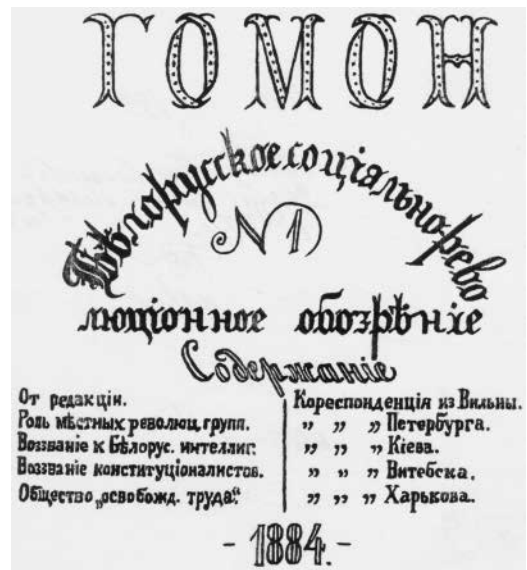 ГОМОН
Бѣлорусское соціяльно-рево
№ 1
люціонное обозрѣніе
Содержаніе
От редакціи.
Роль мѣстных революц. групп.
Воззваніе к Бѣлорус. интеллиг.
Воззваніе конституціоналистов.
Общество „освобожд. труда“.
Кореспонденція из Вильны.
„ „ „ Петербурга.
„ „ „ Кіева.
„ „ „ Витебска.
„ „ „ Харькова.
- 1884. -